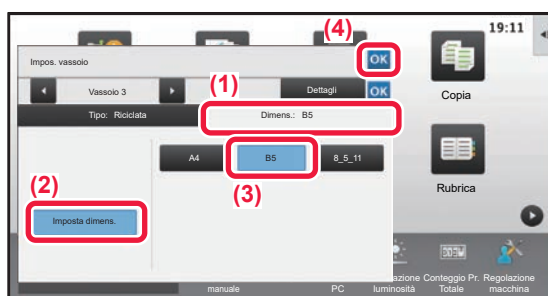 19:11
(4)
Impos. vassoio
OK
(1)
Vassoio 3
Dettagli
OK
Copia
Tipo: Riciclata
Dimens.: B5
A4
B5
8_5_11
(2)
(3)
Rubrica
Imposta dimens.
azione Conteggio Pr. Regolazione
manuale PC luminosità Totale macchina